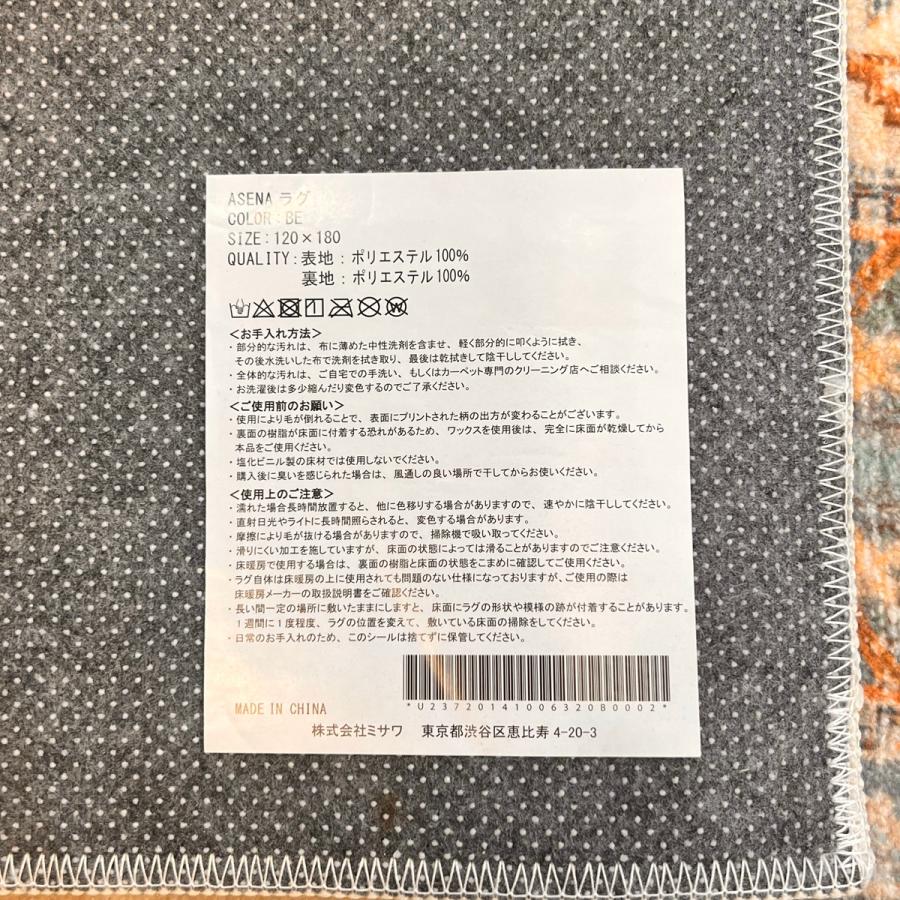 ASENA ラグ
COLOR:BE
SIZE:120×180
QUALITY:表地:ポリエステル100%
裏地:ポリエステル100%
<お手入れ方法>
・部分的な汚れは、布に薄めた中性洗剤を含ませ、軽く部分的に叩くように拭き、
その後水洗いした布で洗剤を拭き取り、最後は乾拭きして陰干ししてください。
・全体的な汚れは、ご自宅での手洗い、もしくはカーペット専門のクリーニング店へご相談ください。
・お洗濯後は多少縮んだり変色するのでご了承ください。
<ご使用前のお願い>
・使用により毛が倒れることで、表面にプリントされた柄の出方が変わることがございます。
・裏面の樹脂が床面に付着する恐れがあるため、ワックスを使用後は、完全に床面が乾燥してから
本品をご使用ください。
・塩化ビニル製の床材では使用しないでください。
・購入後に臭いを感じられた場合は、風通しの良い場所で干してからお使いください。
<使用上のご注意>
・濡れた場合長時間放置すると、他に色移りする場合がありますので、速やかに陰干ししてください。
・直射日光やライトに長時間照らされると、変色する場合があります。
・摩擦により毛が抜ける場合がありますので、掃除機で吸い取ってください。
・滑りにくい加工を施していますが、床面の状態によっては滑ることがありますのでご注意ください。
・床暖房で使用する場合は、裏面の樹脂と床面の状態をこまめに確認してご使用ください。
・ラグ自体は床暖房の上に使用されても問題のない仕様になっておりますが、ご使用の際は
床暖房メーカーの取扱説明書をご確認ください。
・長い間一定の場所に敷いたままにしますと、床面にラグの形状や模様の跡が付着することがあります。
1週間に1度程度、ラグの位置を変えて、敷いている床面の掃除をしてください。
・日常のお手入れのため、このシールは捨てずに保管してください。
*U23720141006320B0002*
MADE IN CHINA
株式会社ミサワ 東京都渋谷区恵比寿 4-20-3